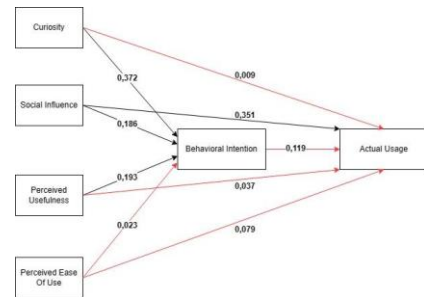 Curiosity
0,009
0,372
Social Influence
0,351
0,186
Behavioral Intention
0,119
Actual Usage
0,193
Perceived
Usefulness
0,037
0,023
0,079
Perceived Ease
Of Use